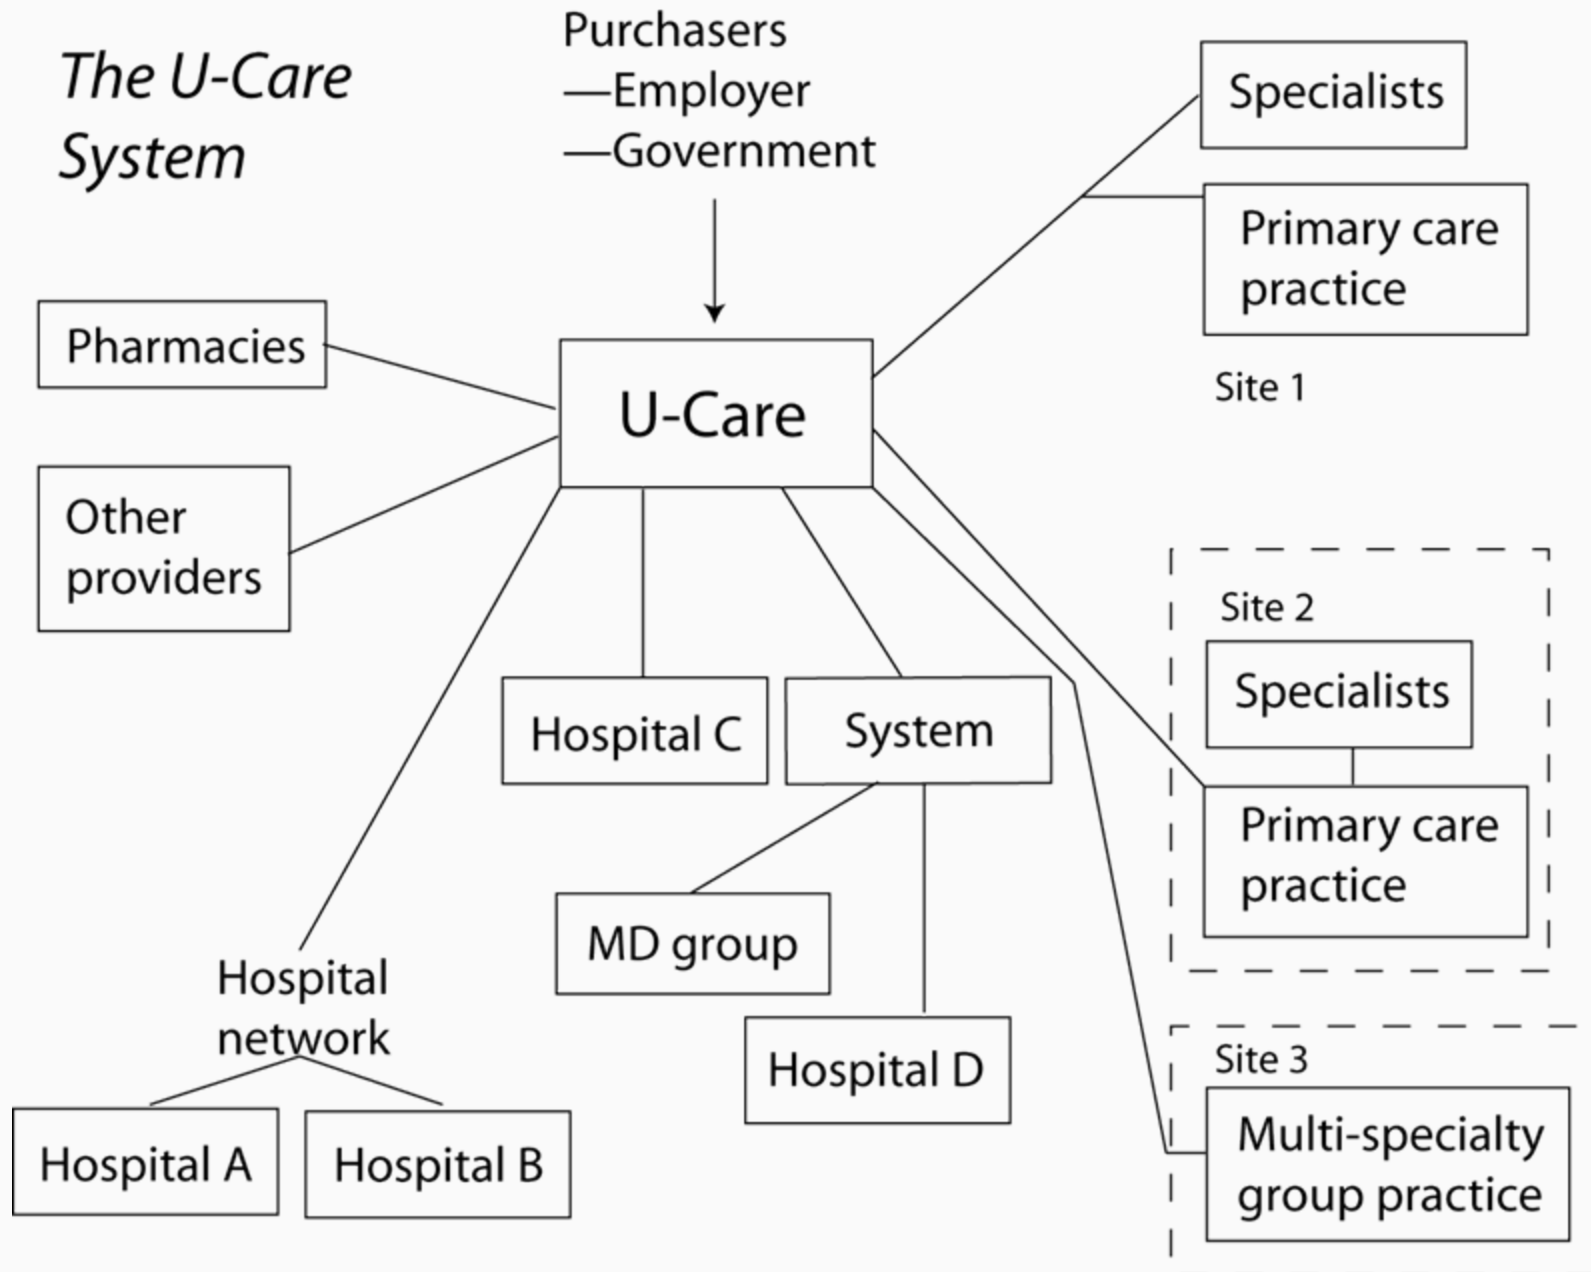 The U-Care
System
Purchasers
—Employer
—Government
Specialists
Primary care
practice
Site 1
Pharmacies
U-Care
Other
providers
Site 2
Specialists
Primary care
practice
Hospital C
System
MD group
Hospital D
Hospital
network
Hospital A
Hospital B
Site 3
Multi-specialty
group practice